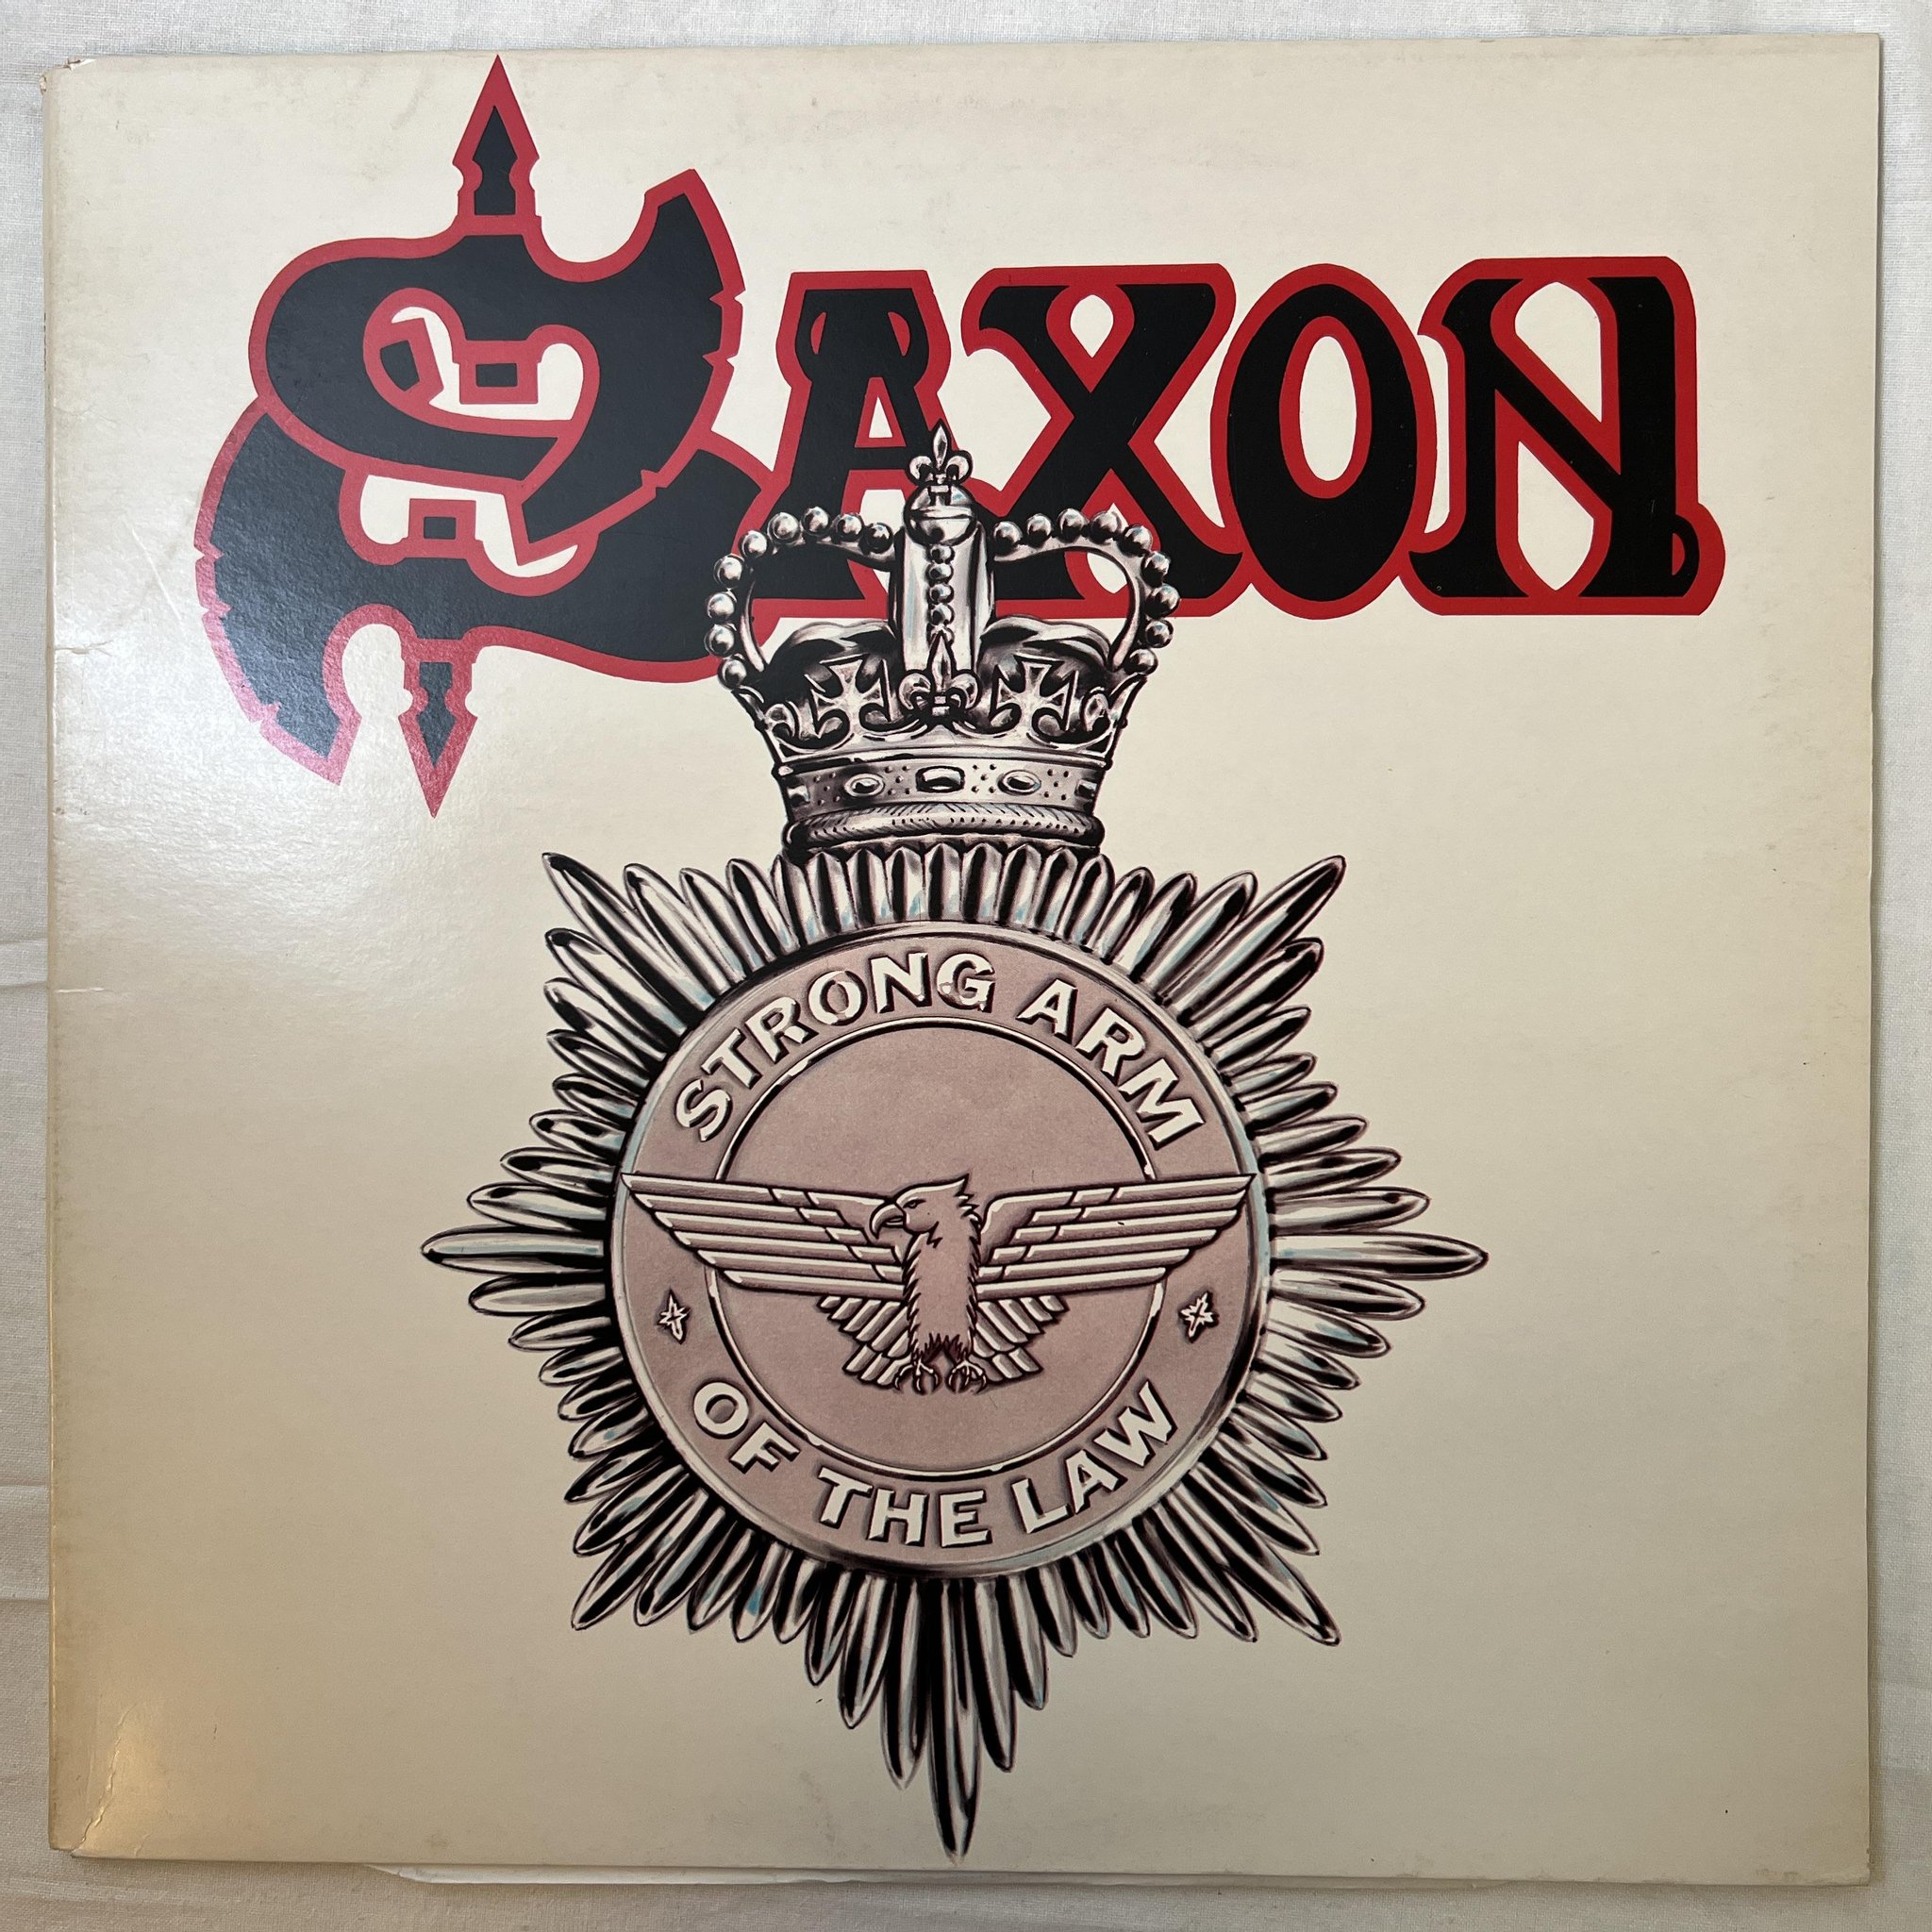 SAXON
STRONG ARM
OF THE LAW